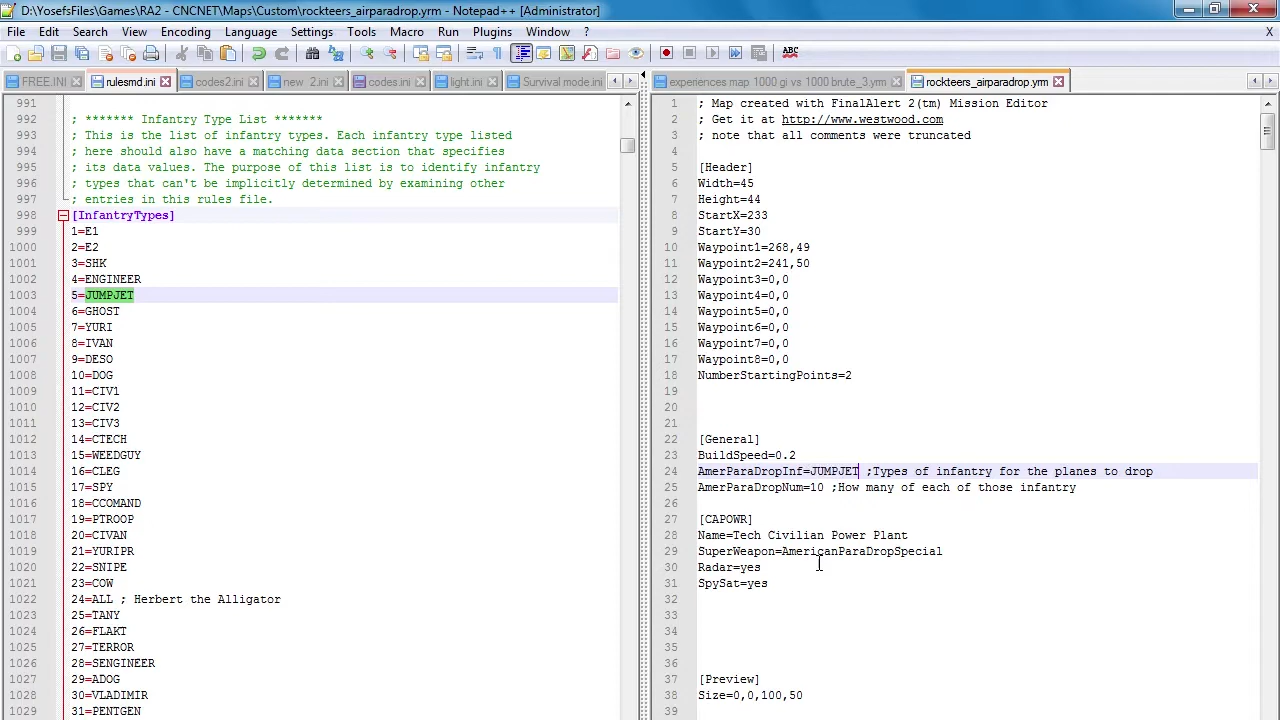 D:\YosefsFiles\Games\RA2 - CNCNET\Maps\Custom\rockteers_airparadrop.yrm - Notepad++ [Administrator]
File Edit Search View Encoding Language Settings Tools Macro Run Plugins Window ? X
ABC
FREE.INI rulesmd.ini codes2.ini new 2.ini codes.ini light.ini Survival mode.ini
991
992 ; ******* Infantry Type List *******
993 ; This is the list of infantry types. Each infantry type listed
994 ; here should also have a matching data section that specifies
995 ; its data values. The purpose of this list is to identify infantry
996 ; types that can't be implicitly determined by examining other
997 ; entries in this rules file.
998 [InfantryTypes]
999 1=E1
1000 2=E2
1001 3=SHK
1002 4=ENGINEER
1003 5=JUMPJET
1004 6=GHOST
1005 7=YURI
1006 8=IVAN
1007 9=DESO
1008 10=DOG
1009 11=CIV1
1010 12=CIV2
1011 13=CIV3
1012 14=CTECH
1013 15=WEEDGUY
1014 16=CLEG
1015 17=SPY
1016 18=CCOMAND
1017 19=PTROOP
1018 20=CIVAN
1019 21=YURIPR
1020 22=SNIPE
1021 23=COW
1022 24=ALL ; Herbert the Alligator
1023 25=TANY
1024 26=FLAKT
1025 27=TERROR
1026 28=SENGINEER
1027 29=ADOG
1028 30=VLADIMIR
1029 31=PENTGEN
experiences map 1000 gi vs 1000 brute_3.yrm rockteers_airparadrop.yrm
1 ; Map created with FinalAlert 2(tm) Mission Editor
2 ; Get it at http://www.westwood.com
3 ; note that all comments were truncated
4
5 [Header]
6 Width=45
7 Height=44
8 StartX=233
9 StartY=30
10 Waypoint1=268,49
11 Waypoint2=241,50
12 Waypoint3=0,0
13 Waypoint4=0,0
14 Waypoint5=0,0
15 Waypoint6=0,0
16 Waypoint7=0,0
17 Waypoint8=0,0
18 NumberStartingPoints=2
19
20
21
22 [General]
23 BuildSpeed=0.2
24 AmerParaDropInf=JUMPJET ;Types of infantry for the planes to drop
25 AmerParaDropNum=10 ;How many of each of those infantry
26
27 [CAPOWR]
28 Name=Tech Civilian Power Plant
29 SuperWeapon=AmericanParaDropSpecial
30 Radar=yes
31 SpySat=yes
32
33
34
35
36
37 [Preview]
38 Size=0,0,100,50
39